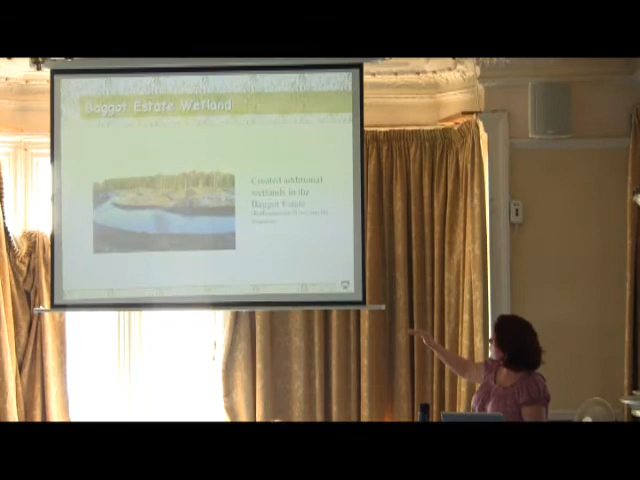 Baggot Estate Wetland
Created additional
wetlands in the
Baggot Estate